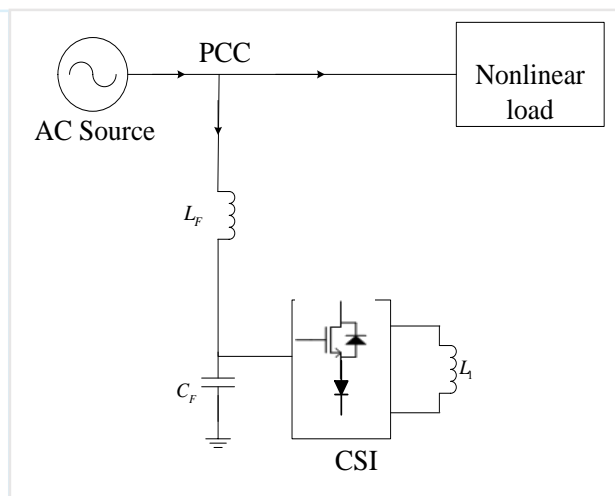 PCC
AC Source
Nonlinear
load
L_F
C_F
L_1
CSI